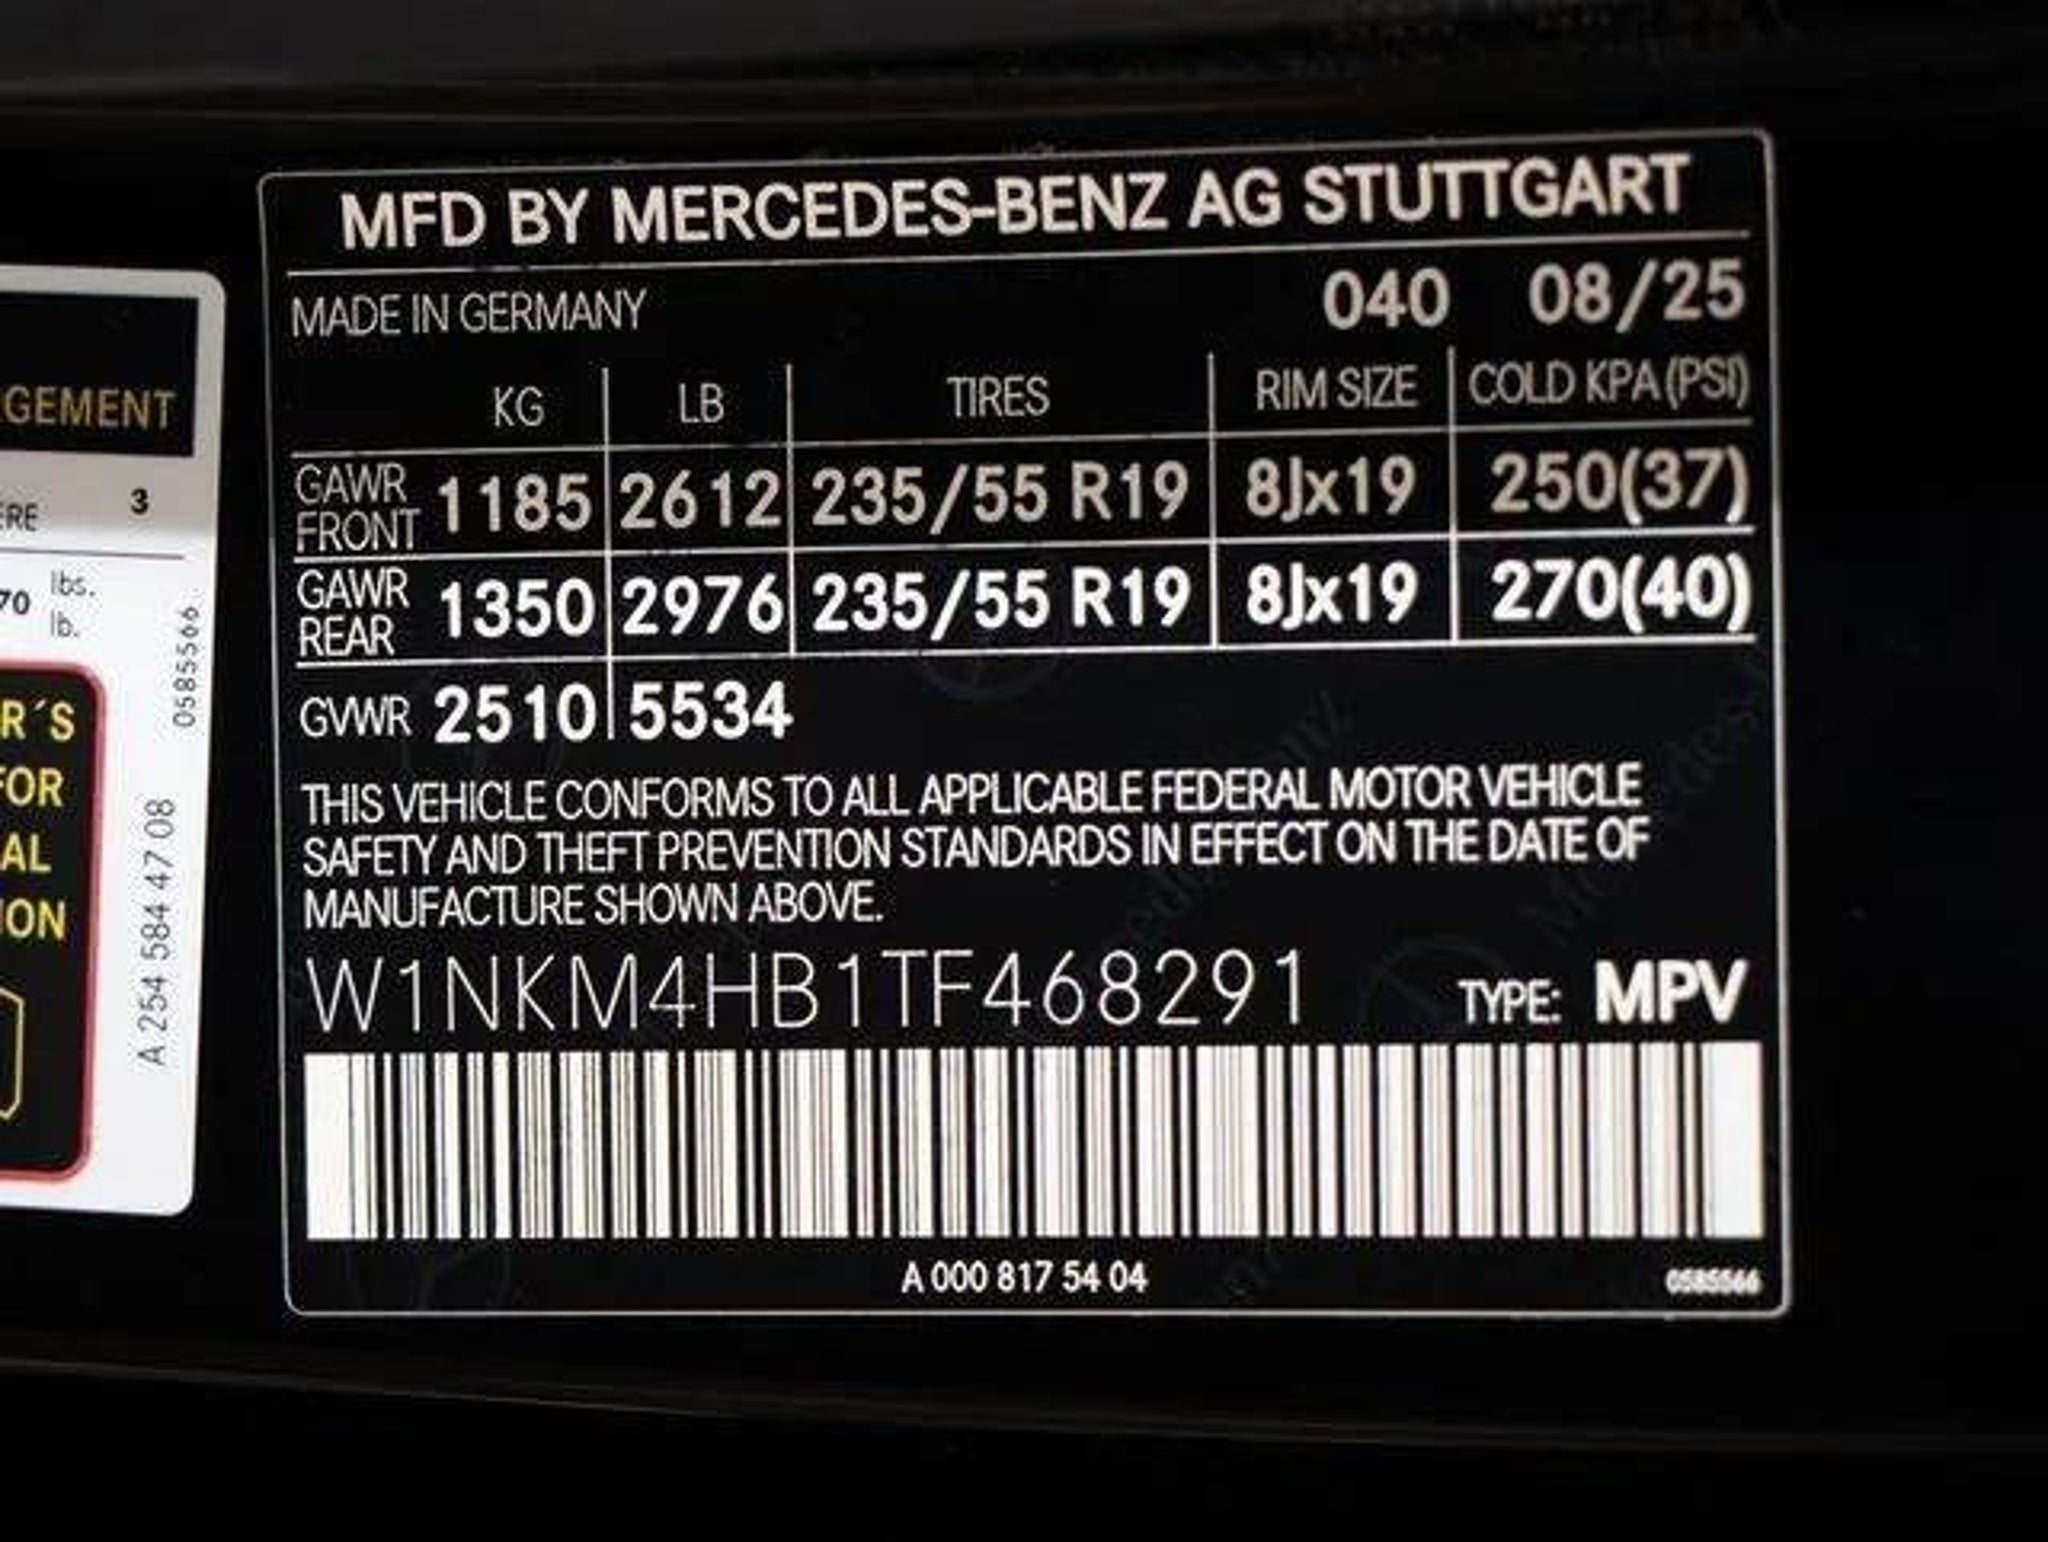 MFD BY MERCEDES-BENZ AG STUTTGART
MADE IN GERMANY 040 08/25
KG LB TIRES RIM SIZE COLD KPA (PSI)
GAWR FRONT 1185 2612 235/55 R19 8Jx19 250(37)
GAWR REAR 1350 2976 235/55 R19 8Jx19 270(40)
GVWR 2510 5534
THIS VEHICLE CONFORMS TO ALL APPLICABLE FEDERAL MOTOR VEHICLE
SAFETY AND THEFT PREVENTION STANDARDS IN EFFECT ON THE DATE OF
MANUFACTURE SHOWN ABOVE.
W1NKM4HB1TF468291 TYPE: MPV
A 000 817 54 04 0585566
GEMENT
ERE 3
70 lbs.
lb.
R´S
FOR
AL
ION
A 254 584 47 08
0585566